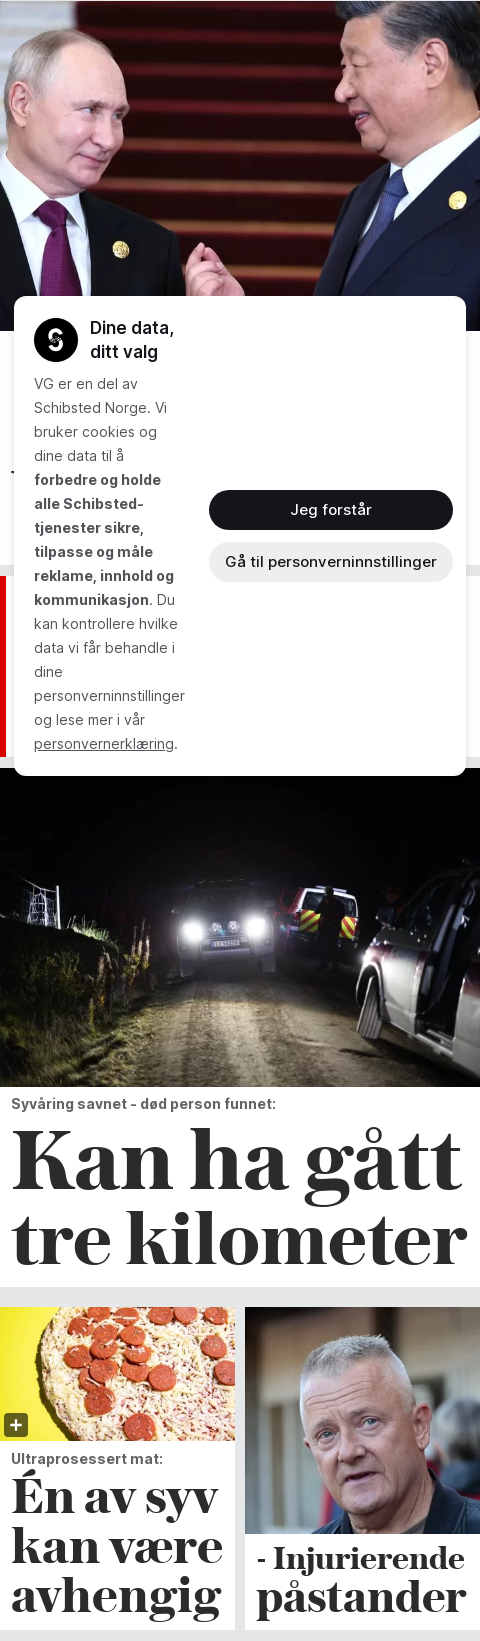 Dine data,
ditt valg
VG er en del av
Schibsted Norge. Vi
bruker cookies og
dine data til å
forbedre og holde
alle Schibsted-
tjenester sikre,
tilpasse og måle
reklame, innhold og
kommunikasjon. Du
kan kontrollere hvilke
data vi får behandle i
dine
personverninnstillinger
og lese mer i vår
personvernerklæring.
Jeg forstår
Gå til personverninnstillinger
Syvåring savnet - død person funnet:
Kan ha gått
tre kilometer
Ultraprosessert mat:
Én av syv
kan være
avhengig
- Injurierende
påstander